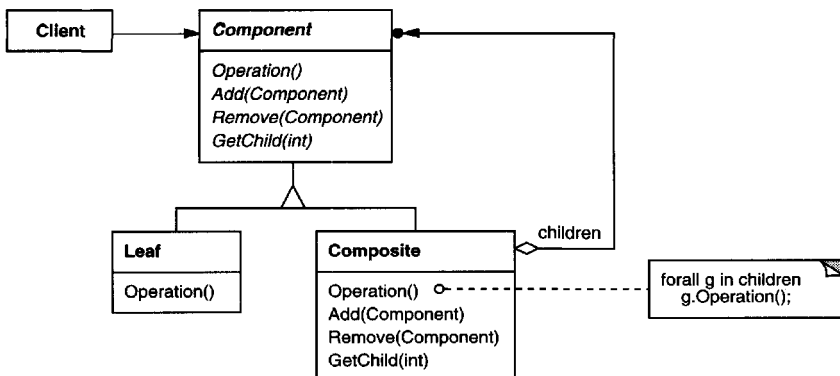 Client
Component
Operation()
Add(Component)
Remove(Component)
GetChild(int)
Leaf
Operation()
Composite
Operation()
Add(Component)
Remove(Component)
GetChild(int)
children
forall g in children
g.Operation();